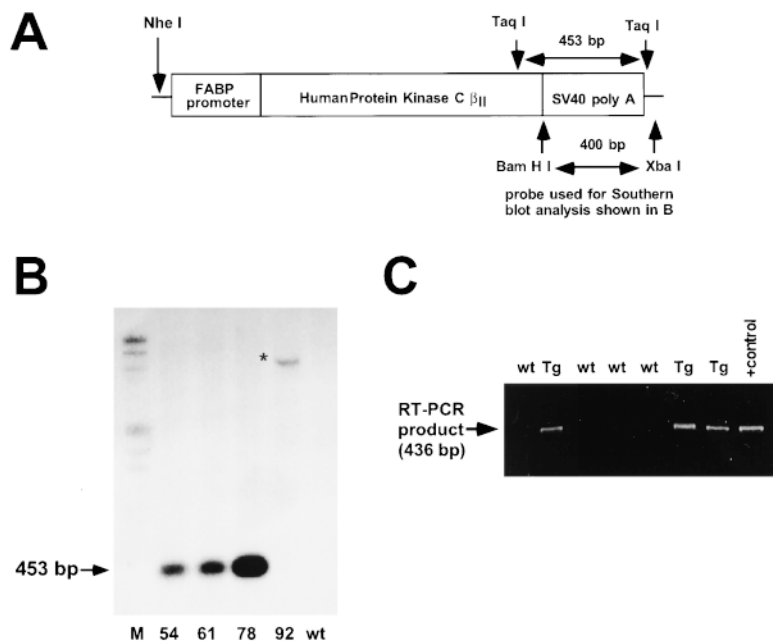 A
Nhe I
Taq I
Taq I
453 bp
FABP
promoter
Human Protein Kinase C βII
SV40 poly A
400 bp
Bam H I
Xba I
probe used for Southern
blot analysis shown in B
B
*
453 bp
M 54 61 78 92 wt
C
wt Tg wt wt wt Tg Tg +control
RT-PCR
product
(436 bp)